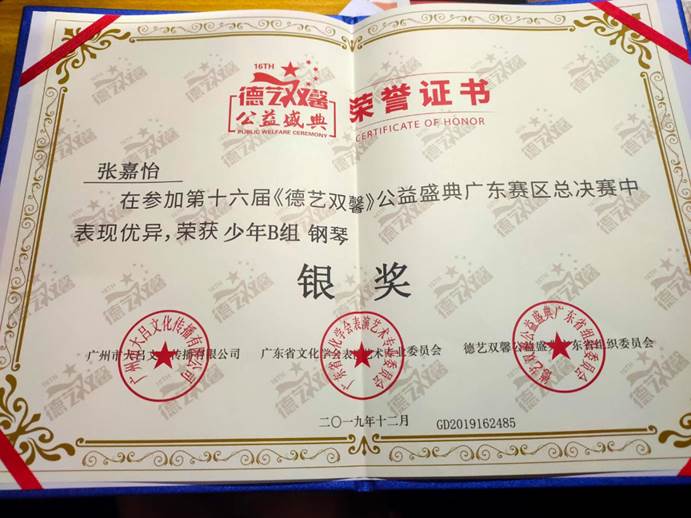 16TH
德艺双馨
公益盛典
PUBLIC WELFARE CEREMONY
荣誉证书
CERTIFICATE OF HONOR
张嘉怡
在参加第十六届《德艺双馨》公益盛典广东赛区总决赛中
表现优异,荣获 少年B组 钢琴
银 奖
广州市大吕文化传播有限公司 广东省文化学会表演艺术专业委员会 德艺双馨公益盛典广东省组织委员会
二〇一九年十二月 GD2019162485